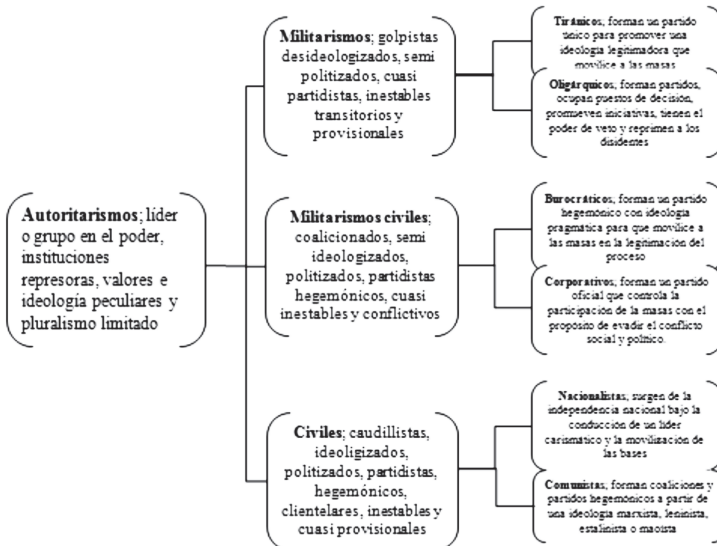 Autoritarismos; líder
o grupo en el poder,
instituciones
represoras, valores e
ideología peculiares y
pluralismo limitado
Militarismos; golpistas
desideologizados, semi
politizados, cuasi
partidistas, inestables
transitorios y
provisionales
Tiránicos, forman un partido
único para promover una
ideología legitimadora que
movilice a las masas
Oligárquicos, forman partidos,
ocupan puestos de decisión,
promueven iniciativas, tienen el
poder de veto y reprimen a los
disidentes
Militarismos civiles;
coalicionados, semi
ideologizados,
politizados, partidistas
hegemónicos, cuasi
inestables y conflictivos
Burocráticos, forman un partido
hegemónico con ideología
pragmática para que movilice a
las masas en la legitimación del
proceso
Corporativos, forman un partido
oficial que controla la
participación de la masas con el
propósito de evadir el conflicto
social y político.
Civiles; caudillistas,
ideoligizados,
politizados, partidistas,
hegemónicos,
clientelares, inestables y
cuasi provisionales
Nacionalistas, surgen de la
independencia nacional bajo la
conducción de un líder
carismático y la movilización de
las bases
Comunistas, forman coaliciones y
partidos hegemónicos a partir de
una ideología marxista, leninista,
estalinista o maoísta